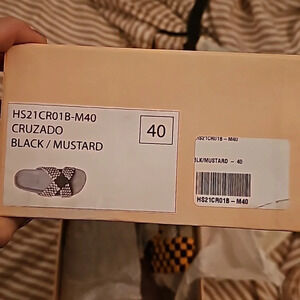 HS21CR01B-M40
CRUZADO
BLACK / MUSTARD
40
HS21CR01B - M40
BLK/MUSTARD - 40
HS21CR01B - M40